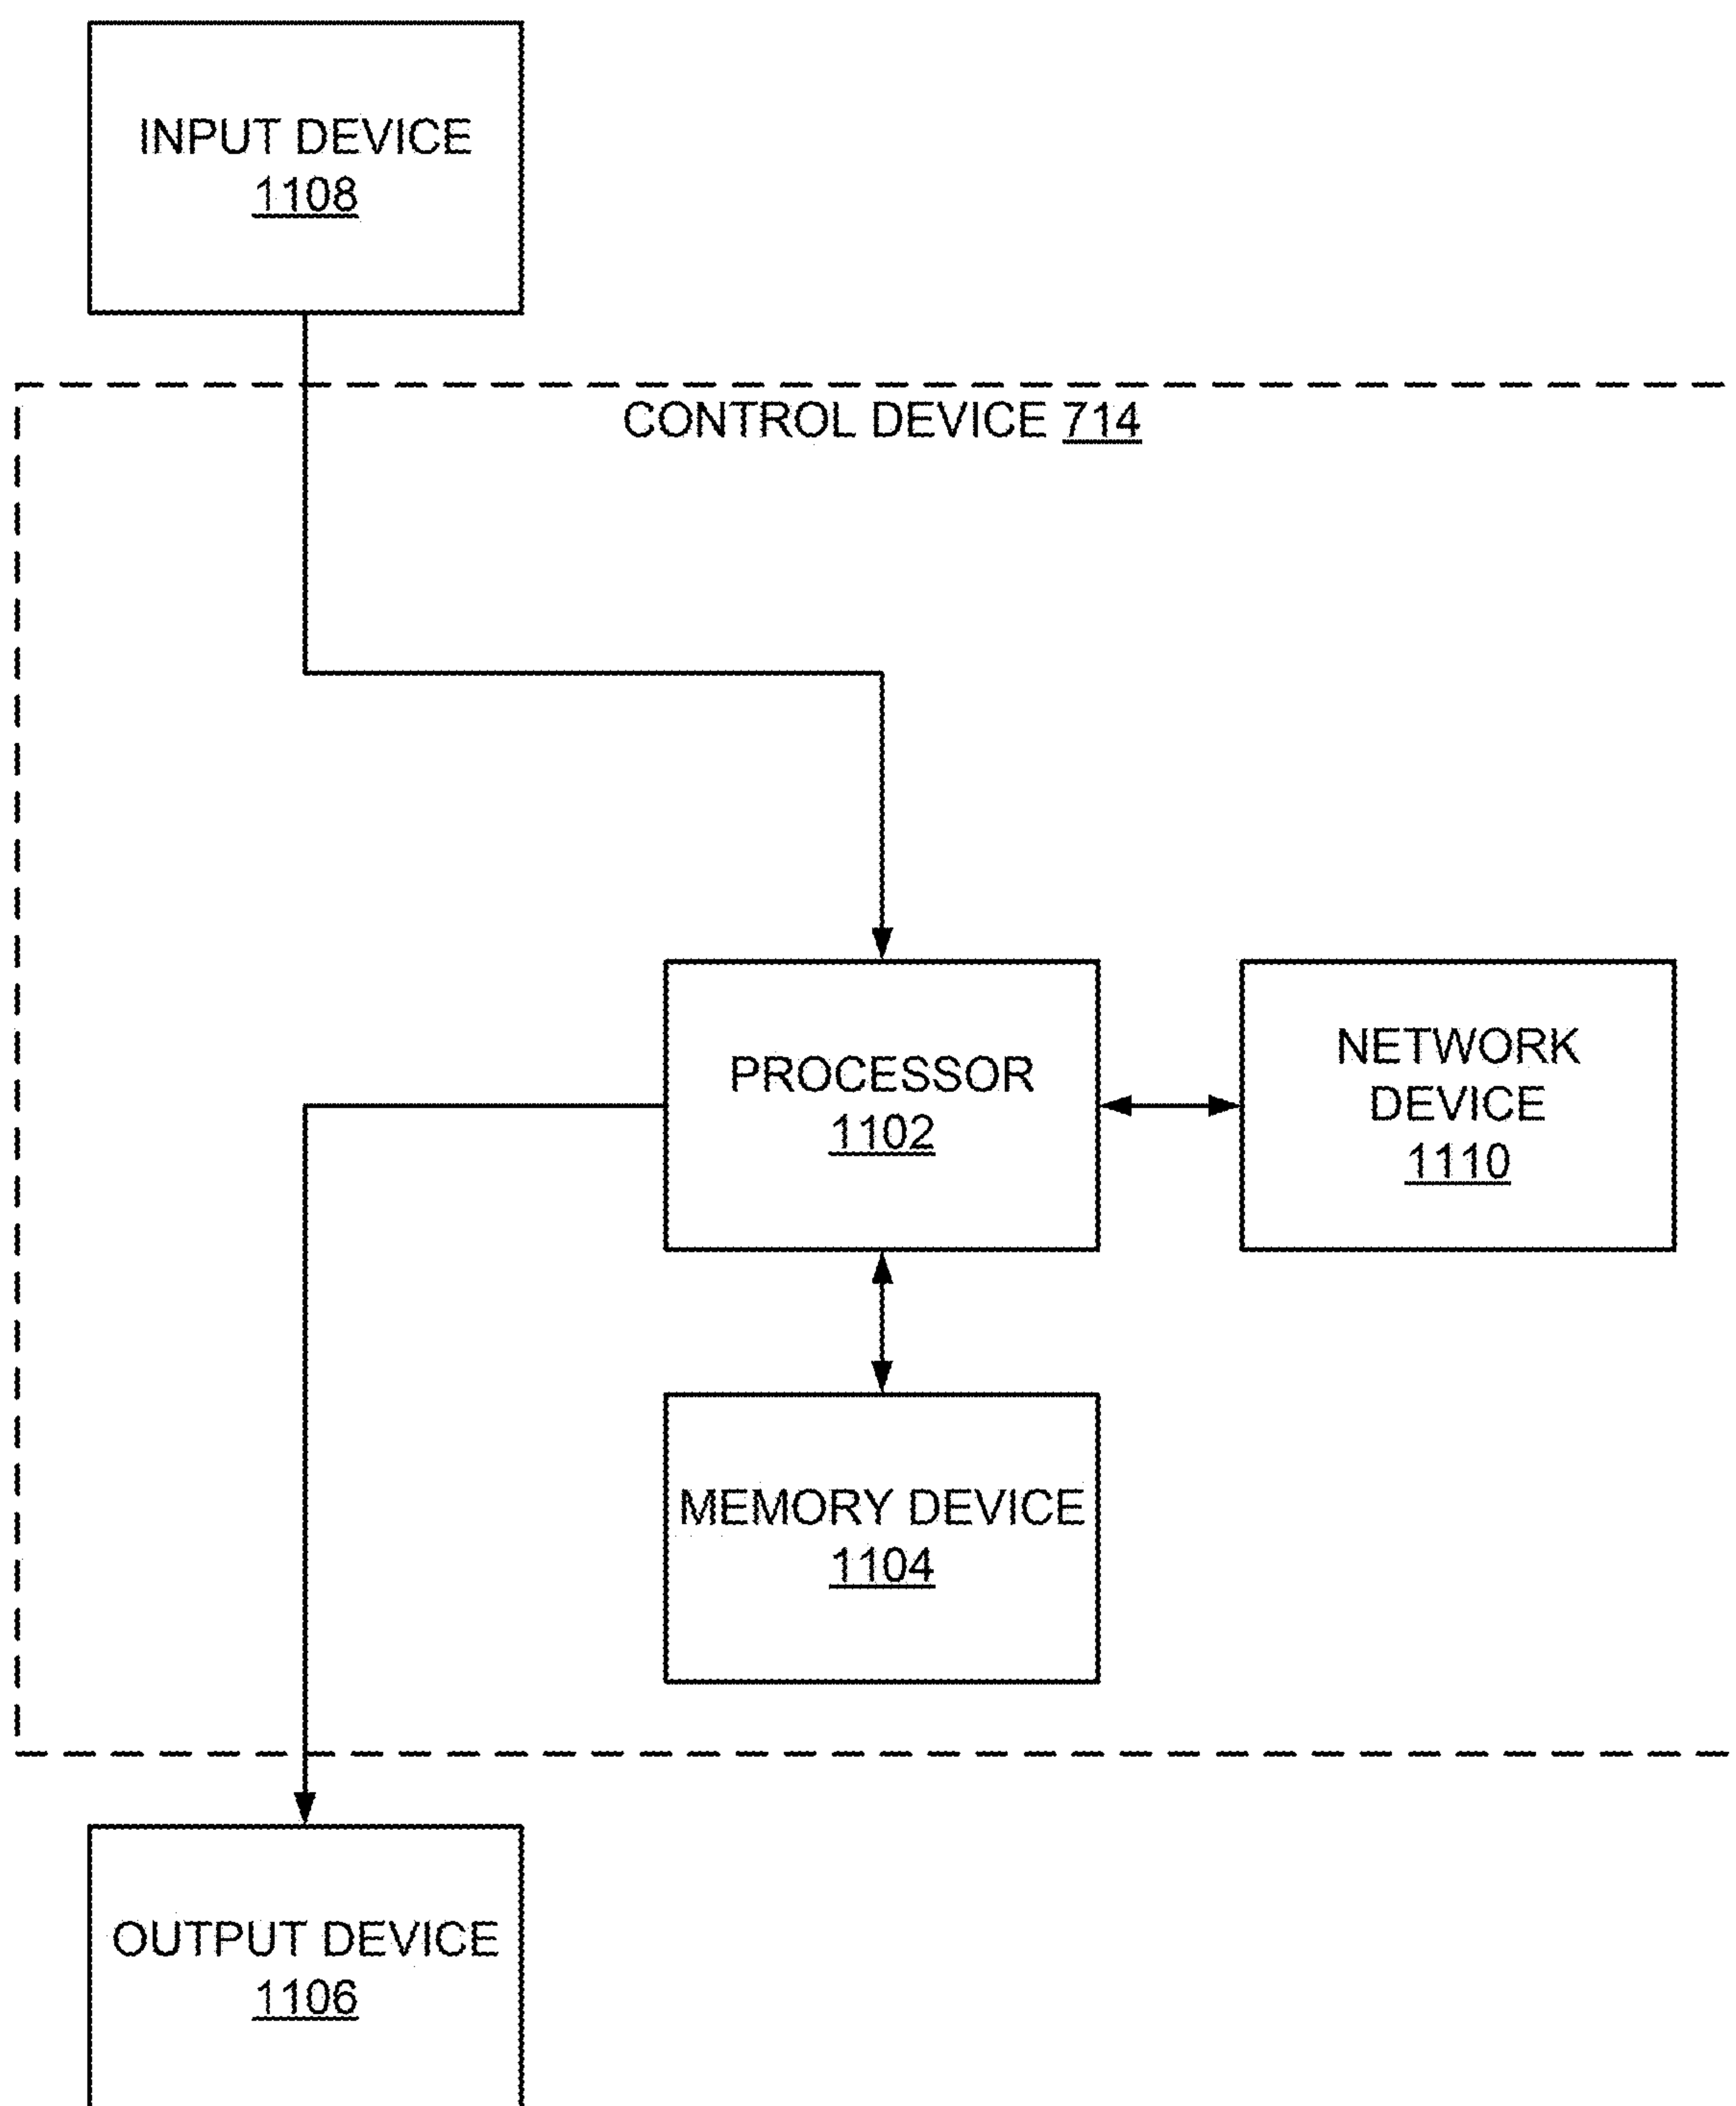 INPUT DEVICE
1108
CONTROL DEVICE 714
PROCESSOR
1102
NETWORK
DEVICE
1110
MEMORY DEVICE
1104
OUTPUT DEVICE
1106